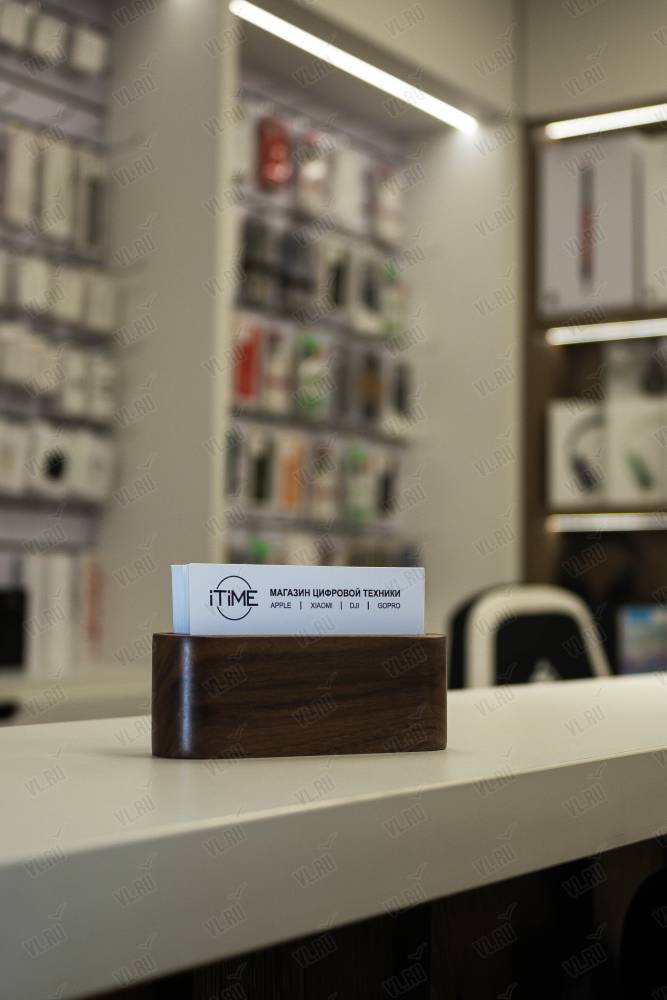 iTiME
МАГАЗИН ЦИФРОВОЙ ТЕХНИКИ
APPLE | XIAOMI | DJI | GOPRO
VL.RU